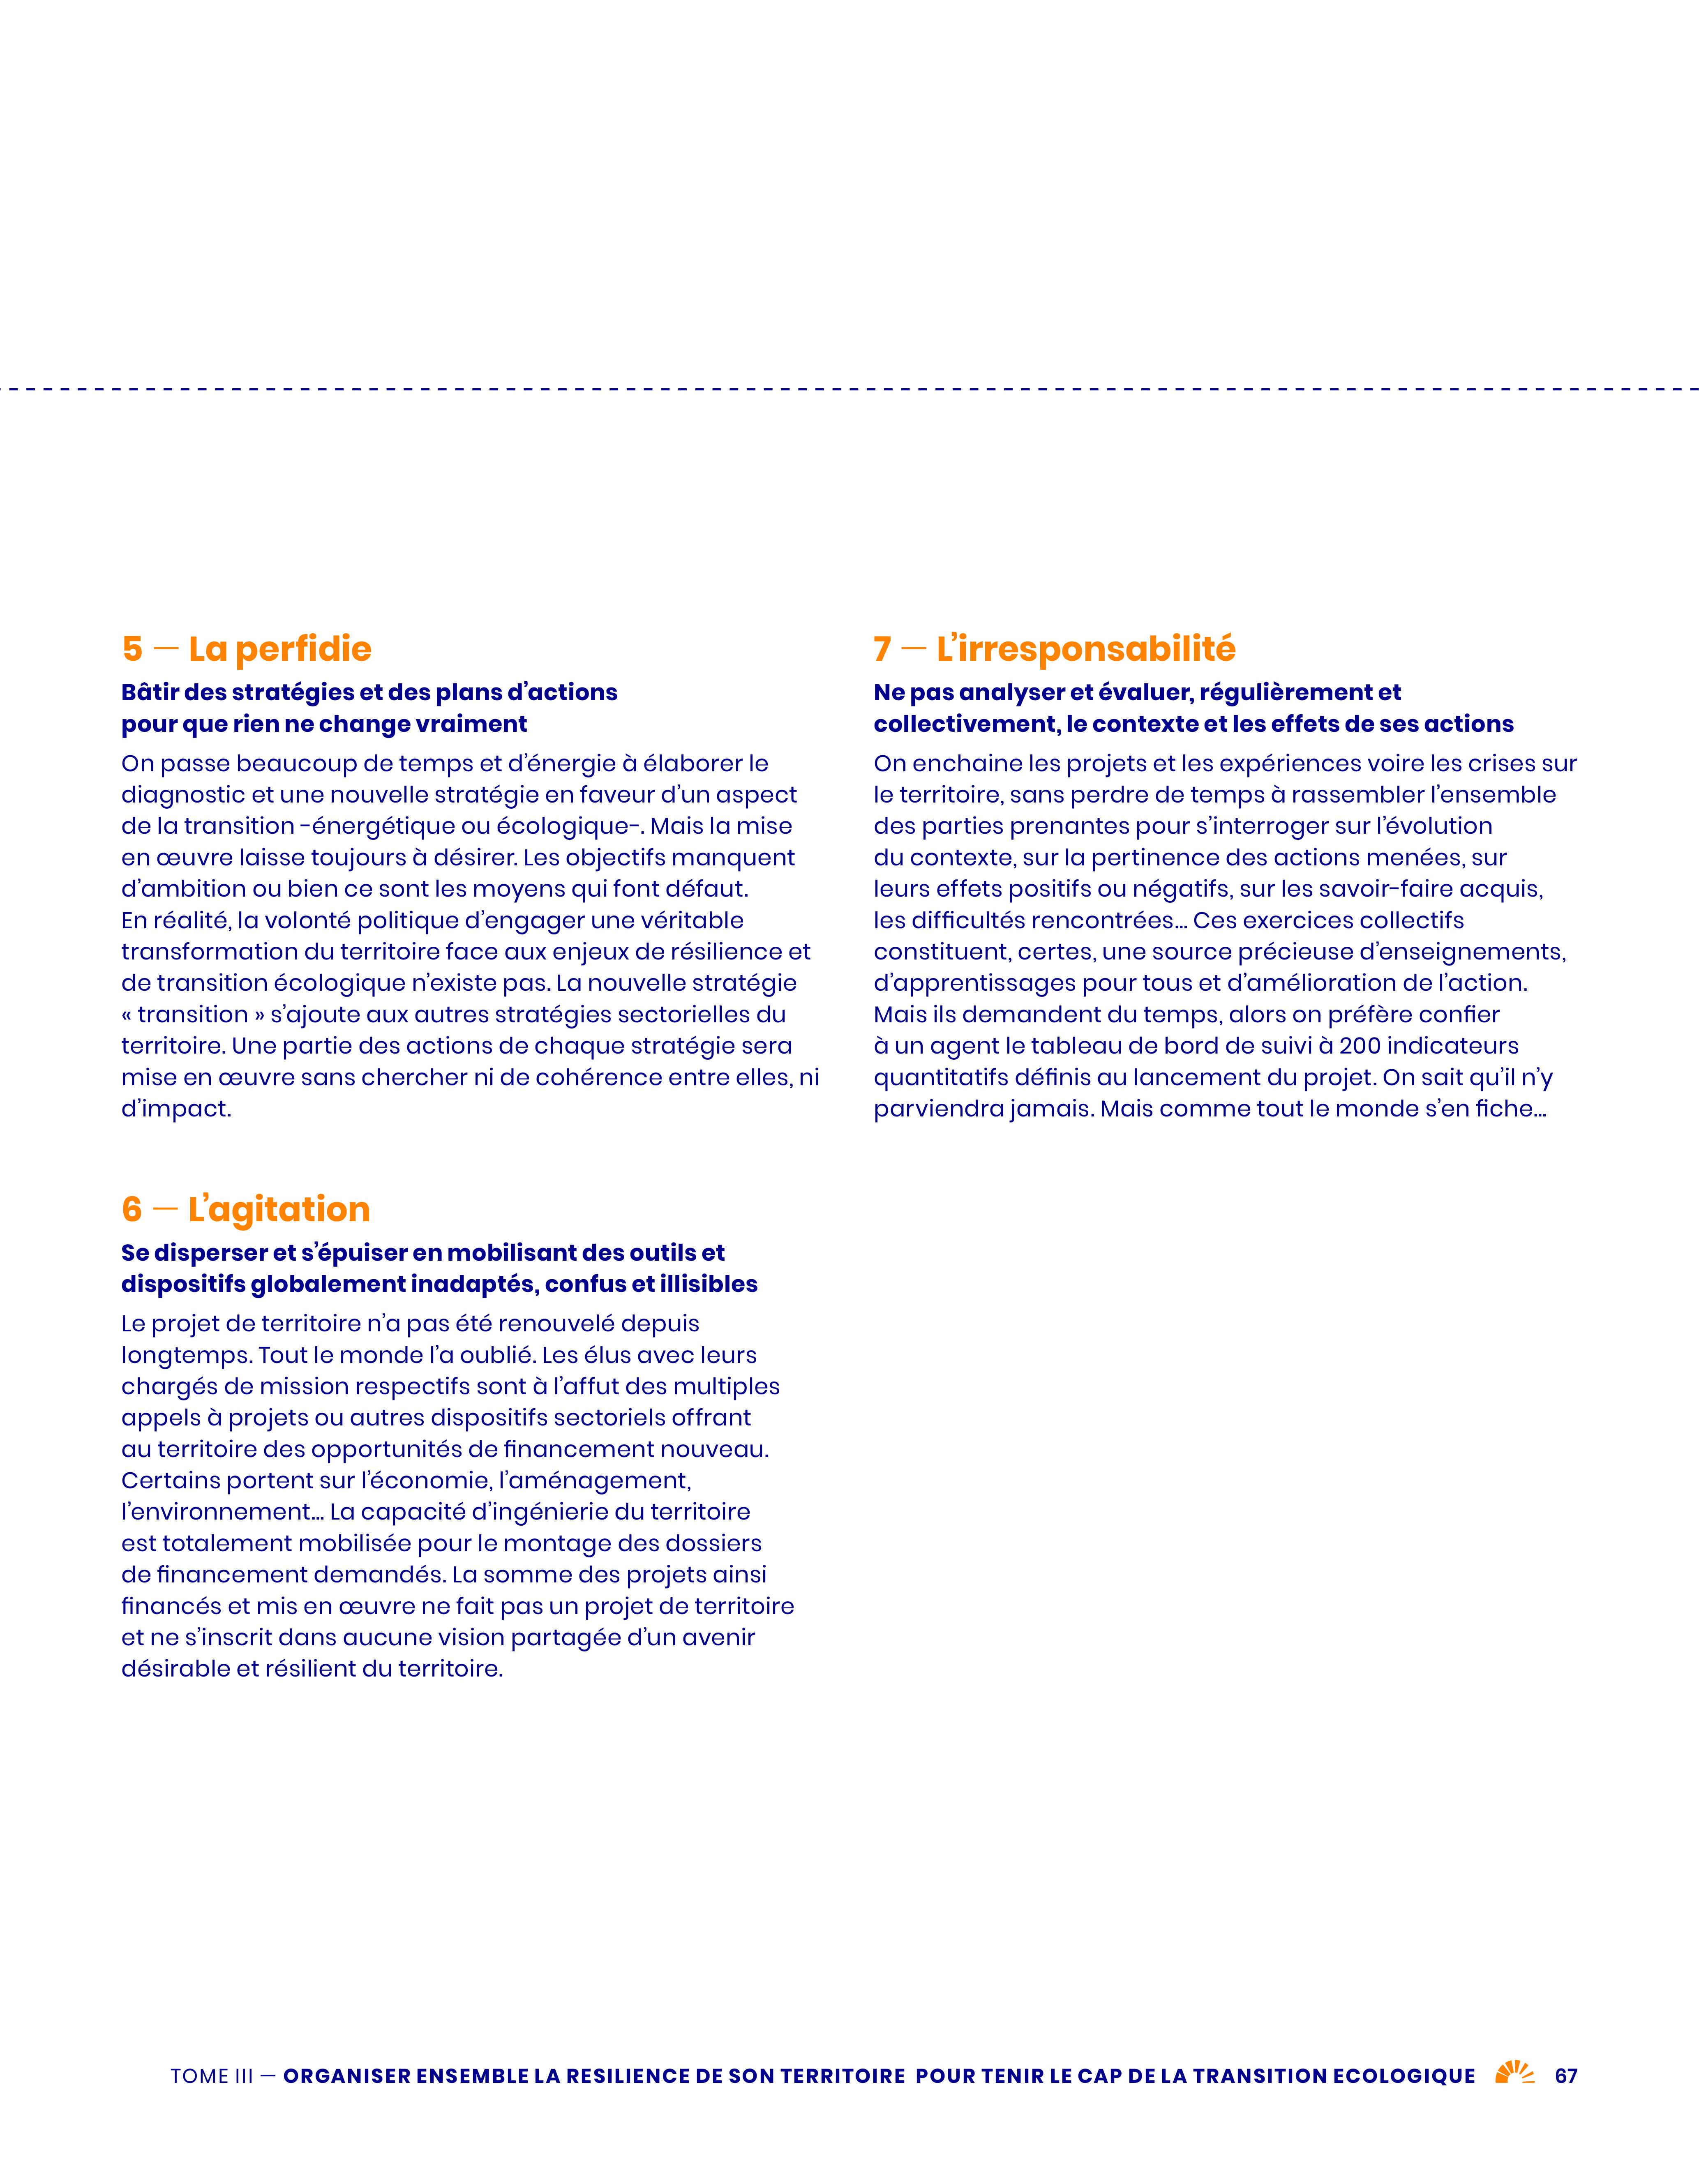 5 — La perfidie
Bâtir des stratégies et des plans d’actions
pour que rien ne change vraiment
On passe beaucoup de temps et d’énergie à élaborer le
diagnostic et une nouvelle stratégie en faveur d’un aspect
de la transition -énergétique ou écologique-. Mais la mise
en œuvre laisse toujours à désirer. Les objectifs manquent
d’ambition ou bien ce sont les moyens qui font défaut.
En réalité, la volonté politique d’engager une véritable
transformation du territoire face aux enjeux de résilience et
de transition écologique n’existe pas. La nouvelle stratégie
« transition » s’ajoute aux autres stratégies sectorielles du
territoire. Une partie des actions de chaque stratégie sera
mise en œuvre sans chercher ni de cohérence entre elles, ni
d’impact.
6 — L’agitation
Se disperser et s’épuiser en mobilisant des outils et
dispositifs globalement inadaptés, confus et illisibles
Le projet de territoire n’a pas été renouvelé depuis
longtemps. Tout le monde l’a oublié. Les élus avec leurs
chargés de mission respectifs sont à l’affut des multiples
appels à projets ou autres dispositifs sectoriels offrant
au territoire des opportunités de financement nouveau.
Certains portent sur l’économie, l’aménagement,
l’environnement… La capacité d’ingénierie du territoire
est totalement mobilisée pour le montage des dossiers
de financement demandés. La somme des projets ainsi
financés et mis en œuvre ne fait pas un projet de territoire
et ne s’inscrit dans aucune vision partagée d’un avenir
désirable et résilient du territoire.
7 — L’irresponsabilité
Ne pas analyser et évaluer, régulièrement et
collectivement, le contexte et les effets de ses actions
On enchaine les projets et les expériences voire les crises sur
le territoire, sans perdre de temps à rassembler l’ensemble
des parties prenantes pour s’interroger sur l’évolution
du contexte, sur la pertinence des actions menées, sur
leurs effets positifs ou négatifs, sur les savoir-faire acquis,
les difficultés rencontrées… Ces exercices collectifs
constituent, certes, une source précieuse d’enseignements,
d’apprentissages pour tous et d’amélioration de l’action.
Mais ils demandent du temps, alors on préfère confier
à un agent le tableau de bord de suivi à 200 indicateurs
quantitatifs définis au lancement du projet. On sait qu’il n’y
parviendra jamais. Mais comme tout le monde s’en fiche…
TOME III — ORGANISER ENSEMBLE LA RESILIENCE DE SON TERRITOIRE POUR TENIR LE CAP DE LA TRANSITION ECOLOGIQUE 67